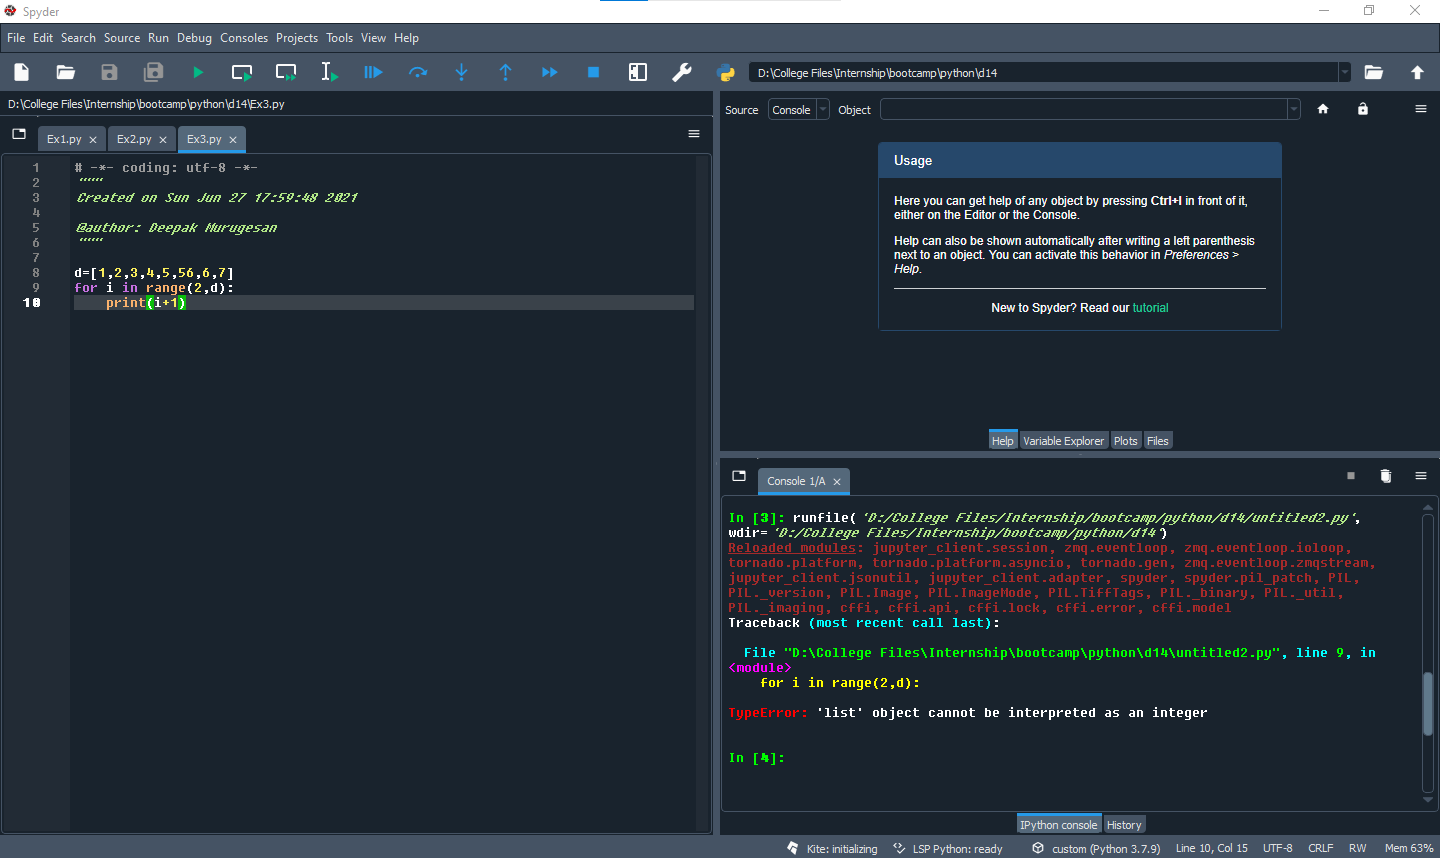 Spyder
File Edit Search Source Run Debug Consoles Projects Tools View Help
D:\College Files\Internship\bootcamp\python\d14
D:\College Files\Internship\bootcamp\python\d14\Ex3.py
Ex1.py Ex2.py Ex3.py
1 # -*- coding: utf-8 -*-
2 """
3 Created on Sun Jun 27 17:59:40 2021
4
5 @author: Deepak Murugesan
6 """
7
8 d=[1,2,3,4,5,56,6,7]
9 for i in range(2,d):
10 print(i+1)
Source Console Object
Usage
Here you can get help of any object by pressing Ctrl+I in front of it,
either on the Editor or the Console.
Help can also be shown automatically after writing a left parenthesis
next to an object. You can activate this behavior in Preferences >
Help.
New to Spyder? Read our tutorial
Help Variable Explorer Plots Files
Console 1/A
In [3]: runfile('D:/College Files/Internship/bootcamp/python/d14/untitled2.py',
wdir='D:/College Files/Internship/bootcamp/python/d14')
Reloaded modules: jupyter_client.session, zmq.eventloop, zmq.eventloop.ioloop,
tornado.platform, tornado.platform.asyncio, tornado.gen, zmq.eventloop.zmqstream,
jupyter_client.jsonutil, jupyter_client.adapter, spyder, spyder.pil_patch, PIL,
PIL._version, PIL.Image, PIL.ImageMode, PIL.TiffTags, PIL._binary, PIL._util,
PIL._imaging, cffi, cffi.api, cffi.lock, cffi.error, cffi.model
Traceback (most recent call last):
File "D:\College Files\Internship\bootcamp\python\d14\untitled2.py", line 9, in
<module>
for i in range(2,d):
TypeError: 'list' object cannot be interpreted as an integer
In [4]:
IPython console History
Kite: initializing LSP Python: ready custom (Python 3.7.9) Line 10, Col 15 UTF-8 CRLF RW Mem 63%